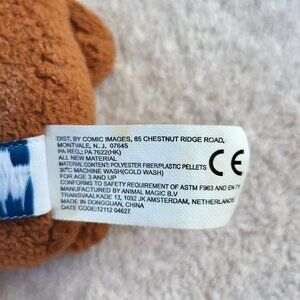 DIST. BY COMIC IMAGES, 85 CHESTNUT RIDGE ROAD,
MONTVALE, N. J. 07645
PA REG.: PA 7622(HK)
ALL NEW MATERIAL
MATERIAL CONTENT: POLYESTER FIBER/PLASTIC PELLETS
30°C MACHINE WASH(COLD WASH)
FOR AGE 3 AND UP
CONFORMS TO SAFETY REQUIREMENT OF ASTM F963 AND EN
MANUFACTURED BY ANIMAL MAGIC B.V
TRANSVAALKADE 13, 1092 JK AMSTERDAM, NETHERLANDS
MADE IN DONGGUAN, CHINA
DATE CODE:12112 04627
CE